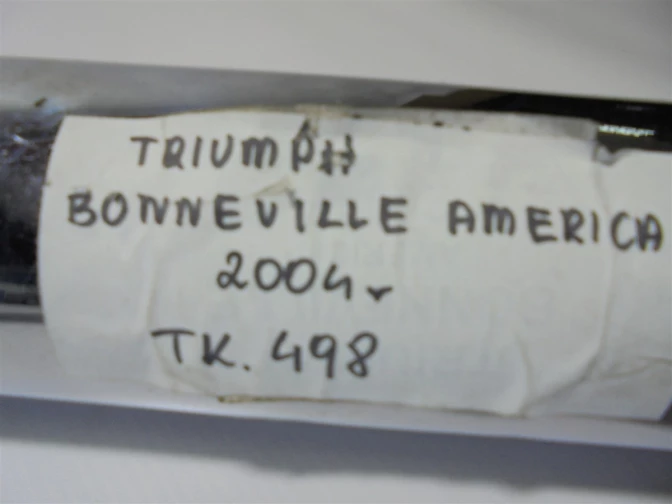 TRIUMPH
BONNEVILLE AMERICA
2004r
TK. 498